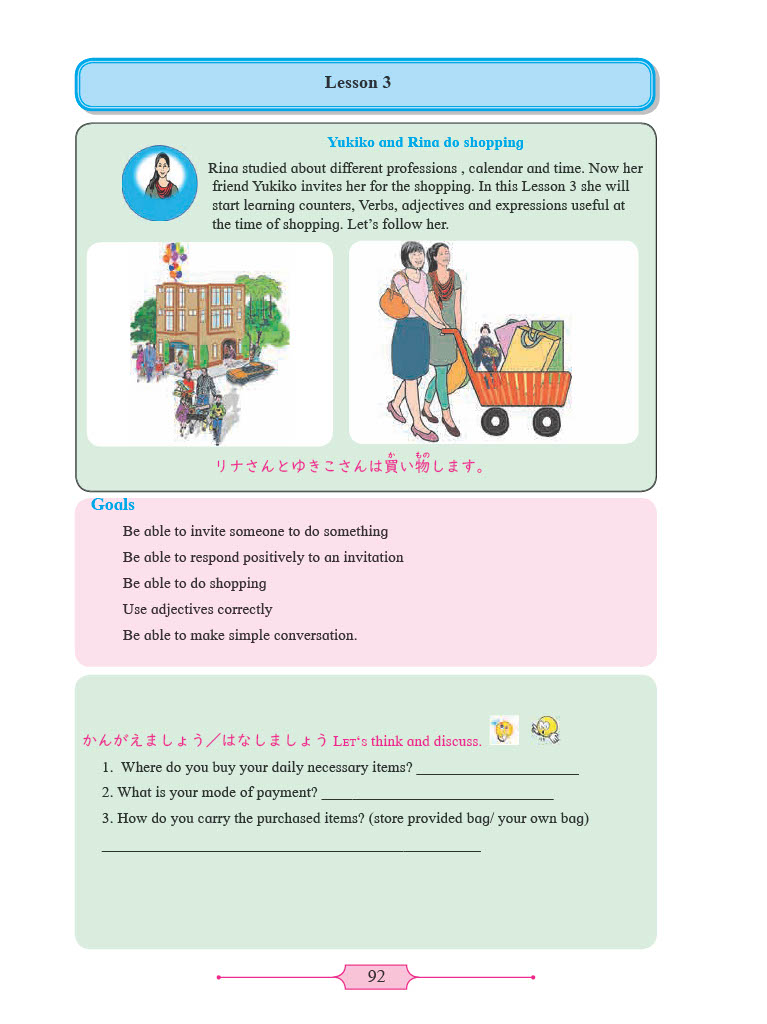 Lesson 3
Yukiko and Rina do shopping
Rina studied about different professions , calendar and time. Now her
friend Yukiko invites her for the shopping. In this Lesson 3 she will
start learning counters, Verbs, adjectives and expressions useful at
the time of shopping. Let’s follow her.
か もの
リナさんとゆきこさんは買い物します。
Goals
Be able to invite someone to do something
Be able to respond positively to an invitation
Be able to do shopping
Use adjectives correctly
Be able to make simple conversation.
かんがえましょう／はなしましょう LET‘S think and discuss.
1. Where do you buy your daily necessary items? _____________________
2. What is your mode of payment? ______________________________
3. How do you carry the purchased items? (store provided bag/ your own bag)
_________________________________________________
92